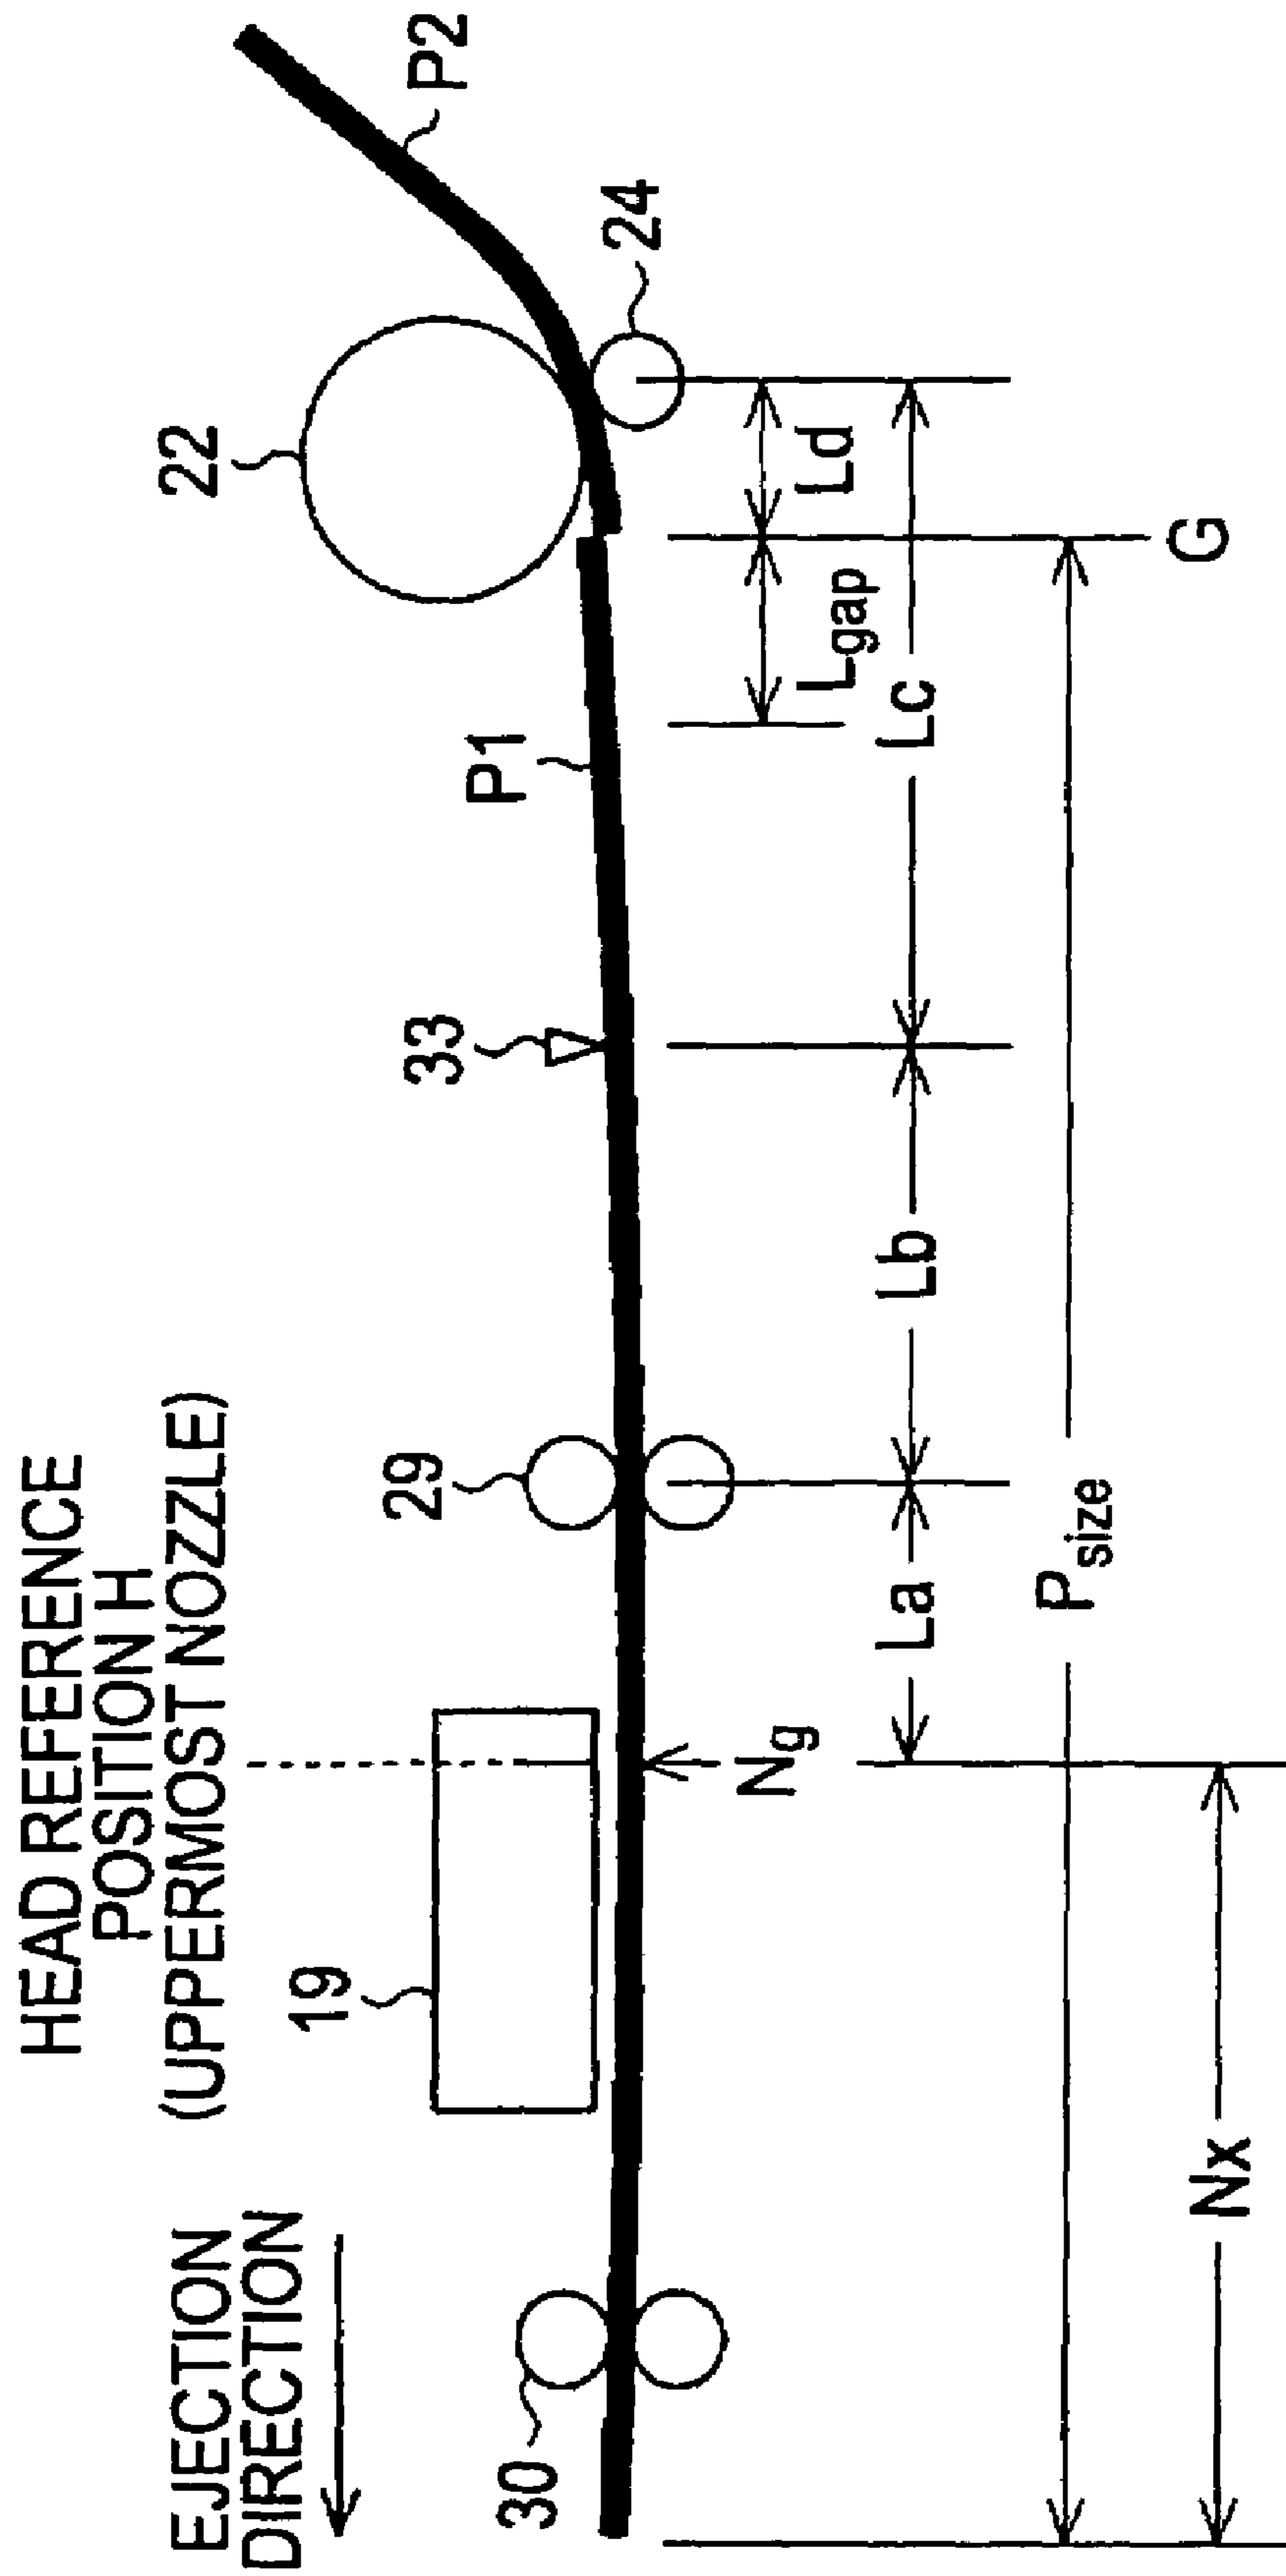 HEAD REFERENCE
POSITION H
(UPPERMOST NOZZLE)
EJECTION
DIRECTION
30
19
29
33
P1
22
24
P2
Ng
La
Lb
Lc
Lgap
Ld
G
Psize
Nx